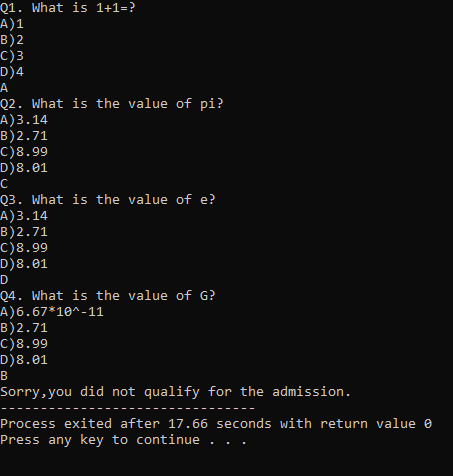 Q1. What is 1+1=?
A)1
B)2
C)3
D)4
A
Q2. What is the value of pi?
A)3.14
B)2.71
C)8.99
D)8.01
C
Q3. What is the value of e?
A)3.14
B)2.71
C)8.99
D)8.01
D
Q4. What is the value of G?
A)6.67*10^-11
B)2.71
C)8.99
D)8.01
B
Sorry,you did not qualify for the admission.
--------------------------------
Process exited after 17.66 seconds with return value 0
Press any key to continue . . .